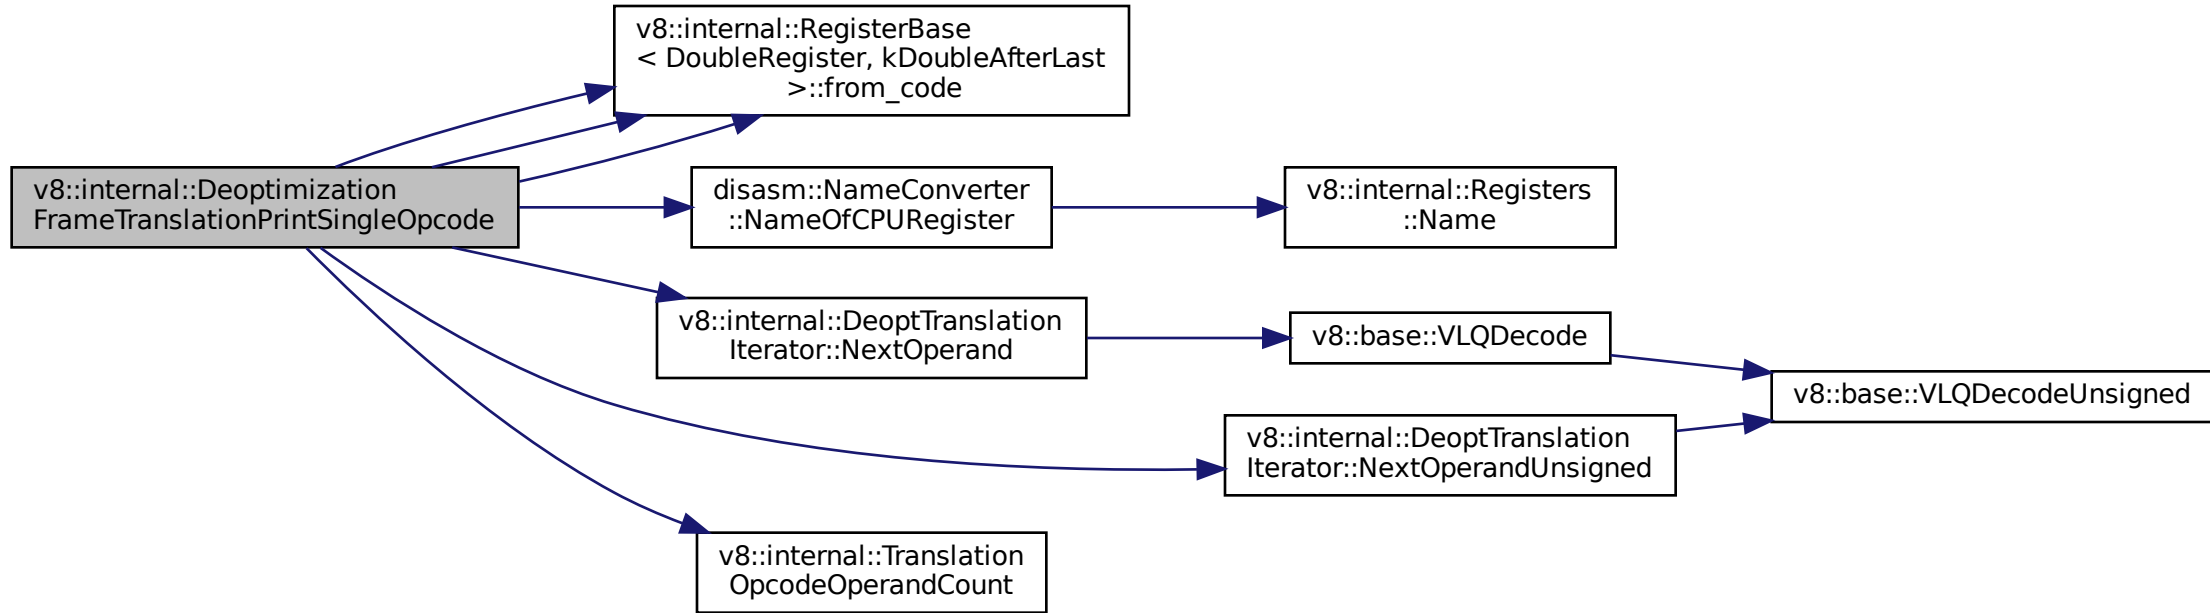 v8::internal::RegisterBase
< DoubleRegister, kDoubleAfterLast
>::from_code
v8::internal::Deoptimization
FrameTranslationPrintSingleOpcode
disasm::NameConverter
::NameOfCPURegister
v8::internal::Registers
::Name
v8::internal::DeoptTranslation
Iterator::NextOperand
v8::base::VLQDecode
v8::base::VLQDecodeUnsigned
v8::internal::DeoptTranslation
Iterator::NextOperandUnsigned
v8::internal::Translation
OpcodeOperandCount